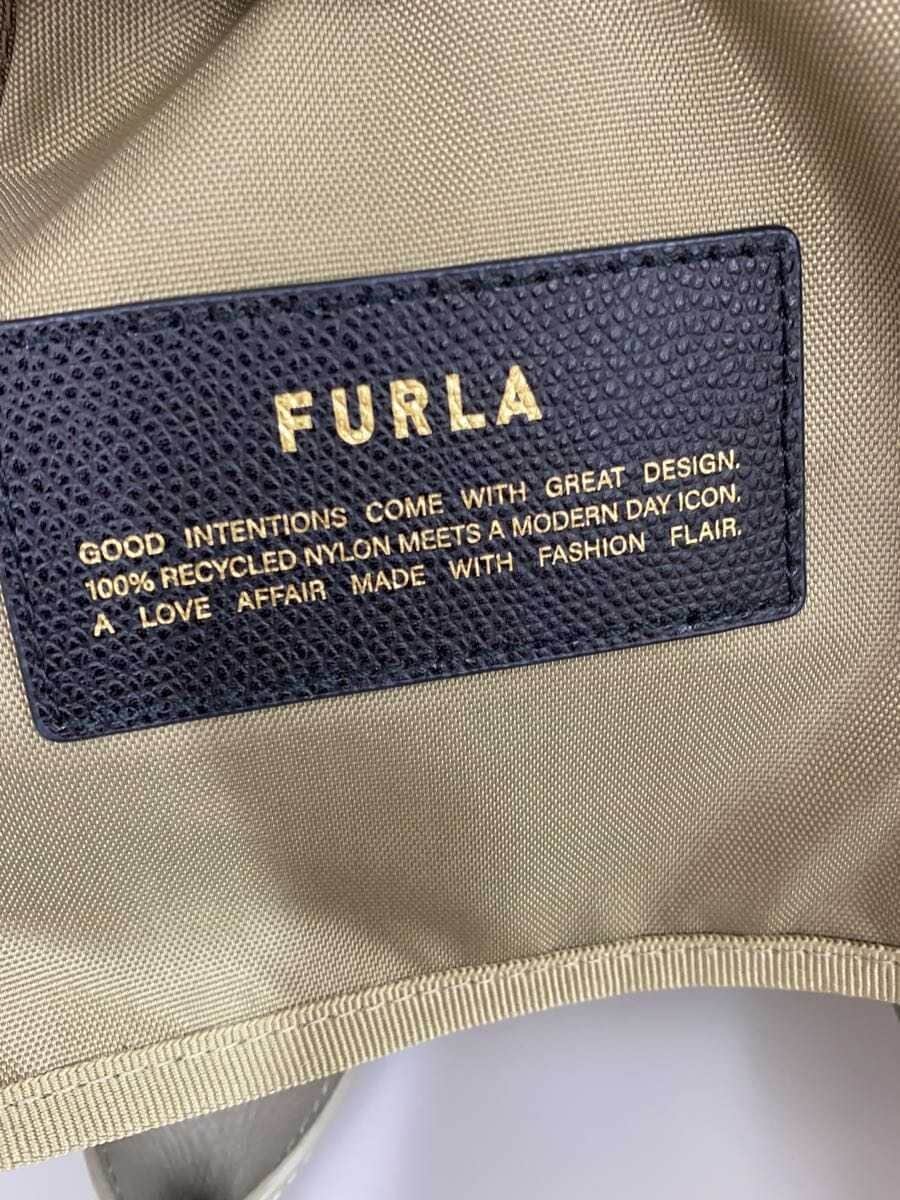 FURLA
GOOD INTENTIONS COME WITH GREAT DESIGN.
100% RECYCLED NYLON MEETS A MODERN DAY ICON.
A LOVE AFFAIR MADE WITH FASHION FLAIR.